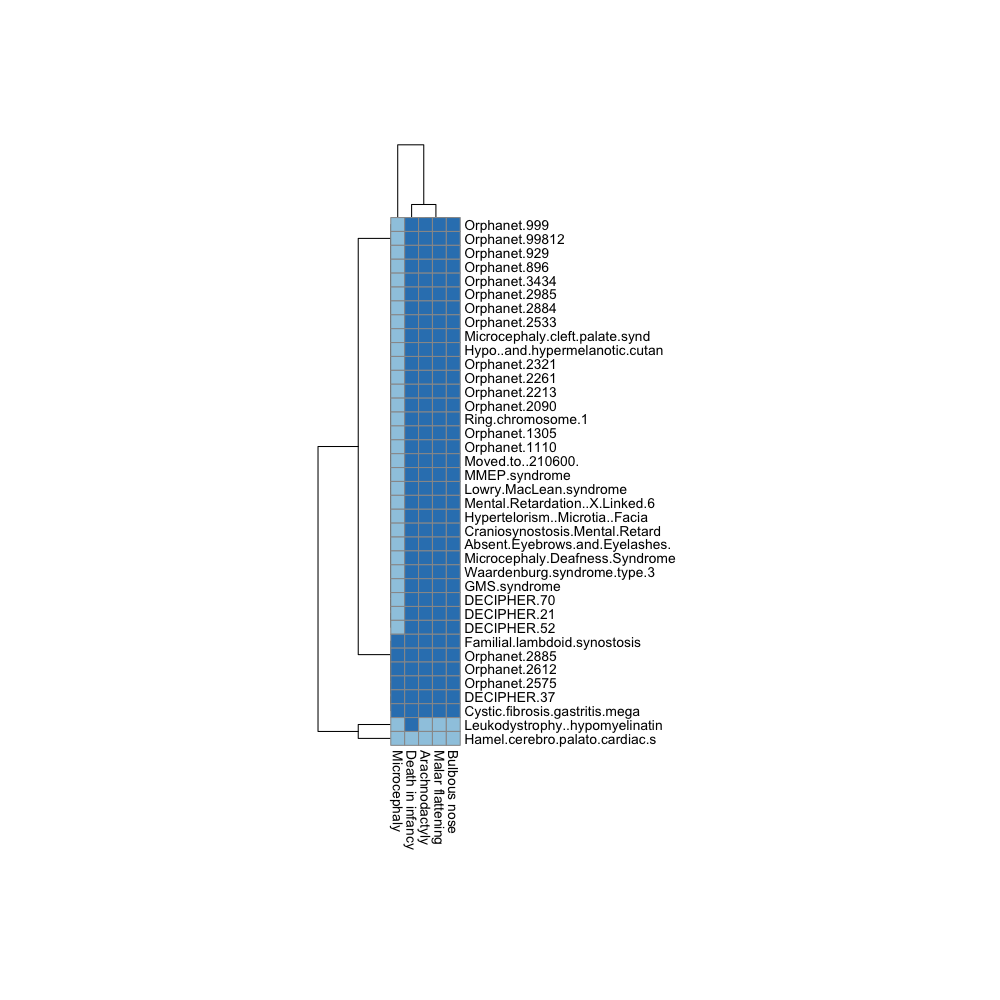 Orphanet.999
Orphanet.99812
Orphanet.929
Orphanet.896
Orphanet.3434
Orphanet.2985
Orphanet.2884
Orphanet.2533
Microcephaly.cleft.palate.synd
Hypo..and.hypermelanotic.cutan
Orphanet.2321
Orphanet.2261
Orphanet.2213
Orphanet.2090
Ring.chromosome.1
Orphanet.1305
Orphanet.1110
Moved.to..210600.
MMEP.syndrome
Lowry.MacLean.syndrome
Mental.Retardation..X.Linked.6
Hypertelorism..Microtia..Facia
Craniosynostosis.Mental.Retard
Absent.Eyebrows.and.Eyelashes.
Microcephaly.Deafness.Syndrome
Waardenburg.syndrome.type.3
GMS.syndrome
DECIPHER.70
DECIPHER.21
DECIPHER.52
Familial.lambdoid.synostosis
Orphanet.2885
Orphanet.2612
Orphanet.2575
DECIPHER.37
Cystic.fibrosis.gastritis.mega
Leukodystrophy..hypomyelinatin
Hamel.cerebro.palato.cardiac.s
Microcephaly
Death in infancy
Arachnodactyly
Malar flattening
Bulbous nose